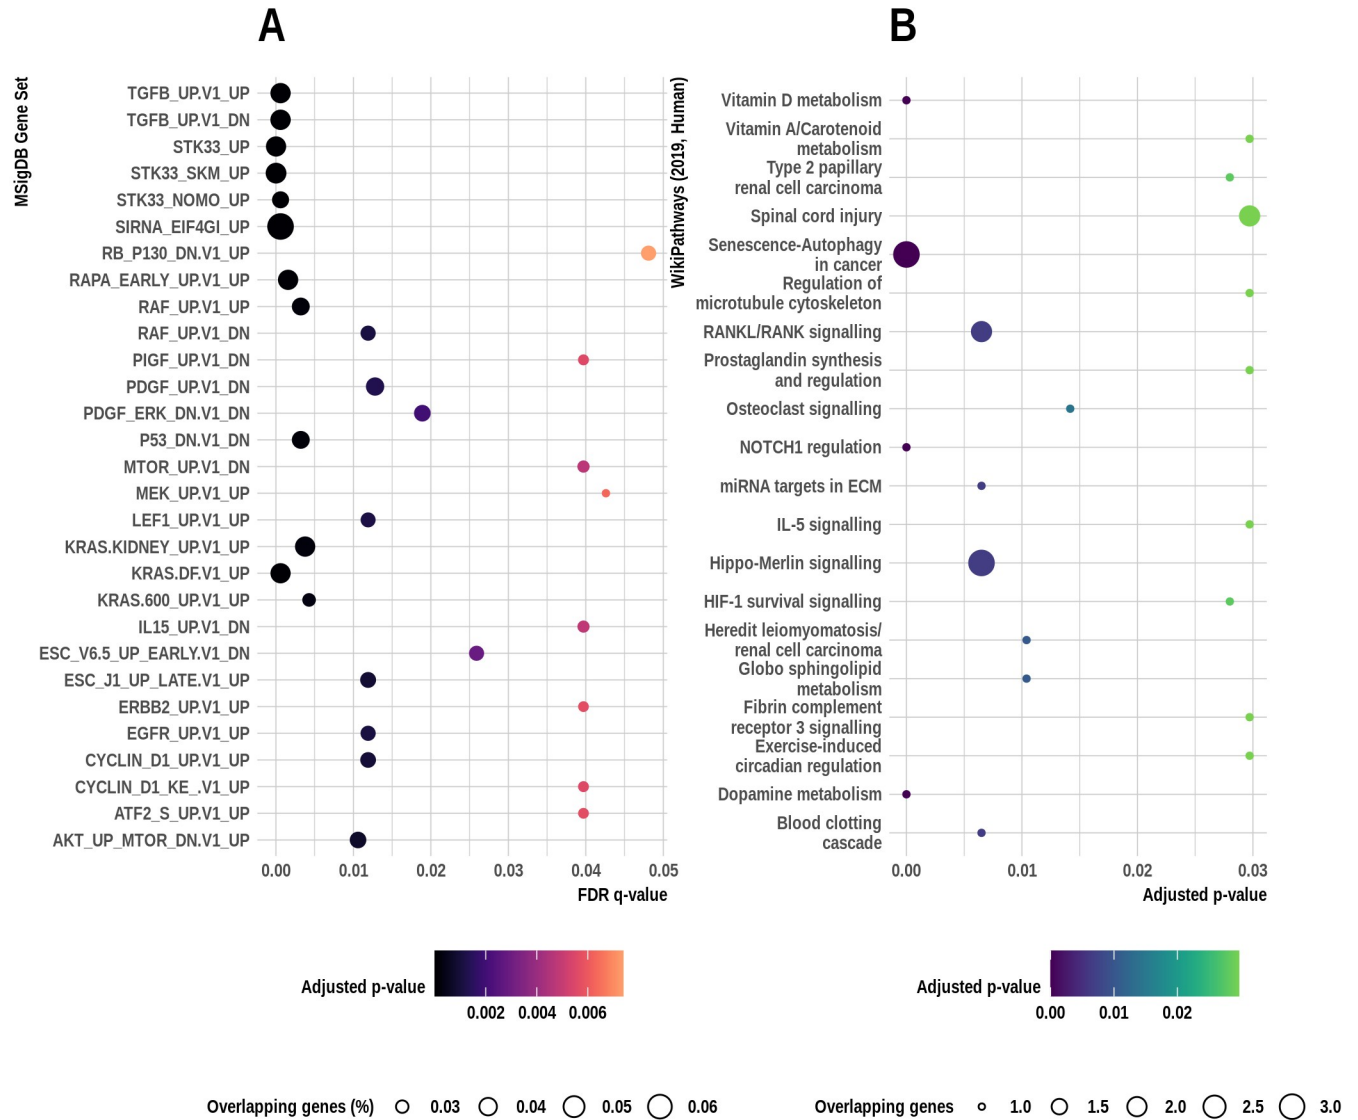 A
MSigDB Gene Set
TGFB_UP.V1_UP
TGFB_UP.V1_DN
STK33_UP
STK33_SKM_UP
STK33_NOMO_UP
SIRNA_EIF4GI_UP
RB_P130_DN.V1_UP
RAPA_EARLY_UP.V1_UP
RAF_UP.V1_UP
RAF_UP.V1_DN
PIGF_UP.V1_DN
PDGF_UP.V1_DN
PDGF_ERK_DN.V1_DN
P53_DN.V1_DN
MTOR_UP.V1_DN
MEK_UP.V1_UP
LEF1_UP.V1_UP
KRAS.KIDNEY_UP.V1_UP
KRAS.DF.V1_UP
KRAS.600_UP.V1_UP
IL15_UP.V1_DN
ESC_V6.5_UP_EARLY.V1_DN
ESC_J1_UP_LATE.V1_UP
ERBB2_UP.V1_UP
EGFR_UP.V1_UP
CYCLIN_D1_UP.V1_UP
CYCLIN_D1_KE_.V1_UP
ATF2_S_UP.V1_UP
AKT_UP_MTOR_DN.V1_UP
0.00 0.01 0.02 0.03 0.04 0.05
FDR q-value
Adjusted p-value
0.002 0.004 0.006
Overlapping genes (%) 0.03 0.04 0.05 0.06
B
WikiPathways (2019, Human)
Vitamin D metabolism
Vitamin A/Carotenoid
metabolism
Type 2 papillary
renal cell carcinoma
Spinal cord injury
Senescence-Autophagy
in cancer
Regulation of
microtubule cytoskeleton
RANKL/RANK signalling
Prostaglandin synthesis
and regulation
Osteoclast signalling
NOTCH1 regulation
miRNA targets in ECM
IL-5 signalling
Hippo-Merlin signalling
HIF-1 survival signalling
Heredit leiomyomatosis/
renal cell carcinoma
Globo sphingolipid
metabolism
Fibrin complement
receptor 3 signalling
Exercise-induced
circadian regulation
Dopamine metabolism
Blood clotting
cascade
0.00 0.01 0.02 0.03
Adjusted p-value
Adjusted p-value
0.00 0.01 0.02
Overlapping genes 1.0 1.5 2.0 2.5 3.0